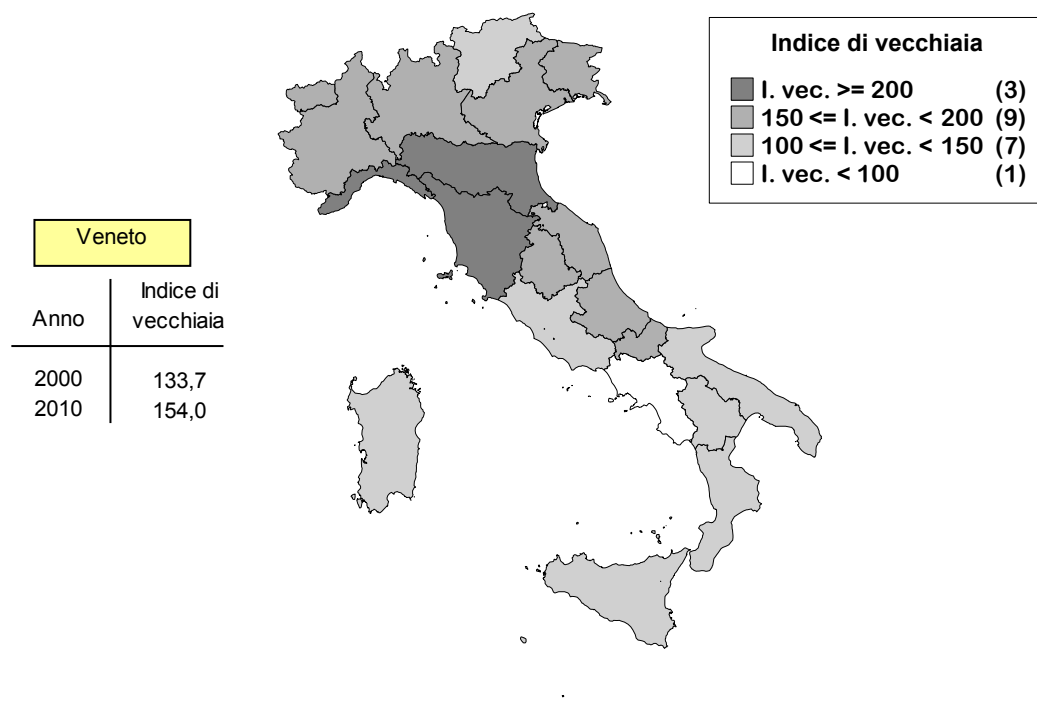 Indice di vecchiaia
I. vec. >= 200 (3)
150 <= I. vec. < 200 (9)
100 <= I. vec. < 150 (7)
I. vec. < 100 (1)
Veneto
Anno Indice di vecchiaia
2000 133,7
2010 154,0